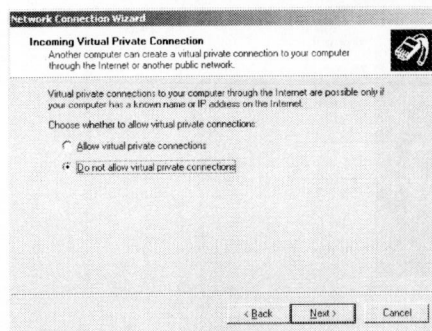 Network Connection Wizard
Incoming Virtual Private Connection
Another computer can create a virtual private connection to your computer
through the Internet or another public network.
Virtual private connections to your computer through the Internet are possible only if
your computer has a known name or IP address on the Internet.
Choose whether to allow virtual private connections:
Allow virtual private connections
Do not allow virtual private connections
< Back
Next >
Cancel